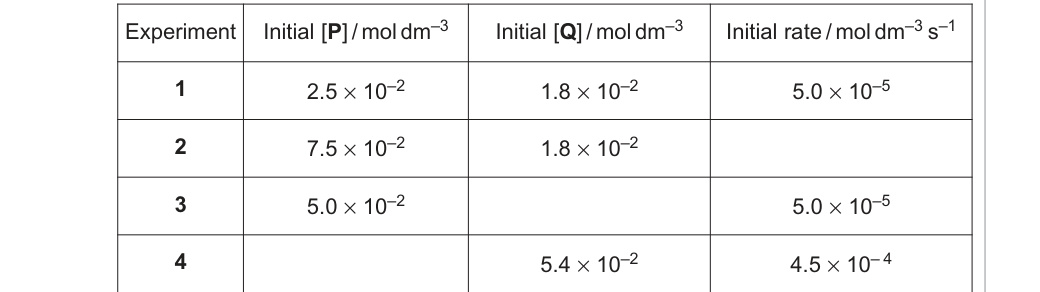 Experiment Initial [P] / mol dm⁻³ Initial [Q] / mol dm⁻³ Initial rate / mol dm⁻³ s⁻¹
1 2.5 × 10⁻² 1.8 × 10⁻² 5.0 × 10⁻⁵
2 7.5 × 10⁻² 1.8 × 10⁻²
3 5.0 × 10⁻² 5.0 × 10⁻⁵
4 5.4 × 10⁻² 4.5 × 10⁻⁴